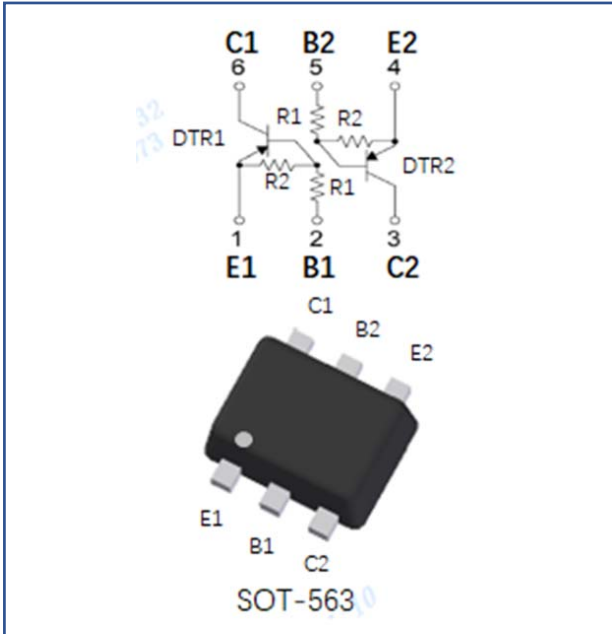 C1 B2 E2
6 5 4
R1 R2
DTR1 DTR2
R2 R1
1 2 3
E1 B1 C2
C1
B2
E2
E1
B1
C2
SOT-563